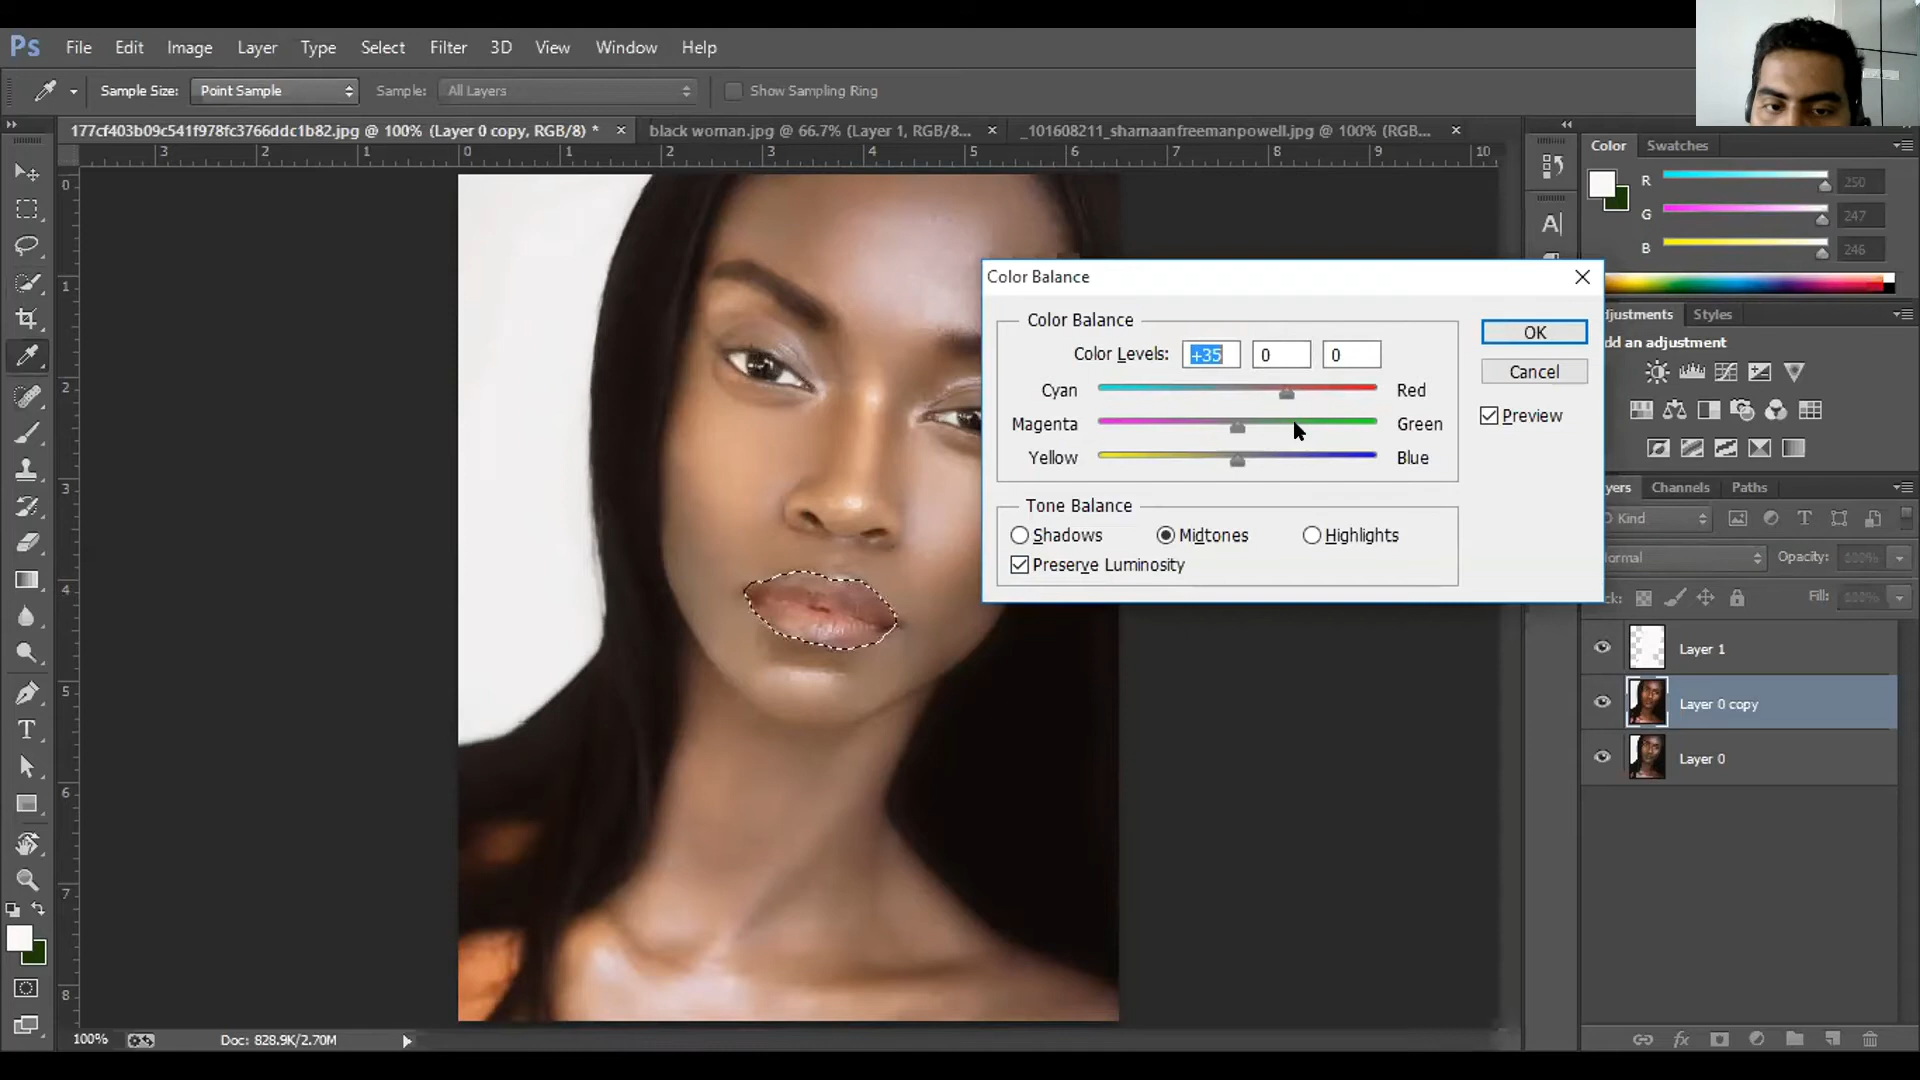 Ps File Edit Image Layer Type Select Filter 3D View Window Help
Sample Size: Point Sample Sample: All Layers Show Sampling Ring
177cf403b09c541f978fc3766ddc1b82.jpg @ 100% (Layer 0 copy, RGB/8) * black woman.jpg @ 66.7% (Layer 1, RGB/8... _101608211_shamaanfreemanpowell.jpg @ 100% (RGB...
3 2 1 0 1 2 3 4 5 6 7 8 9 10
0
1
2
3
4
5
6
7
8
Color Balance
Color Balance
Color Levels: +35 0 0
Cyan Red
Magenta Green
Yellow Blue
Tone Balance
Shadows Midtones Highlights
Preserve Luminosity
OK
Cancel
Preview
Color Swatches
R 250
G 247
B 246
djustments Styles
dd an adjustment
yers Channels Paths
Kind
ormal Opacity: 100%
ck: Fill: 100%
Layer 1
Layer 0 copy
Layer 0
A
T
T
fx
100% Doc: 828.9K/2.70M